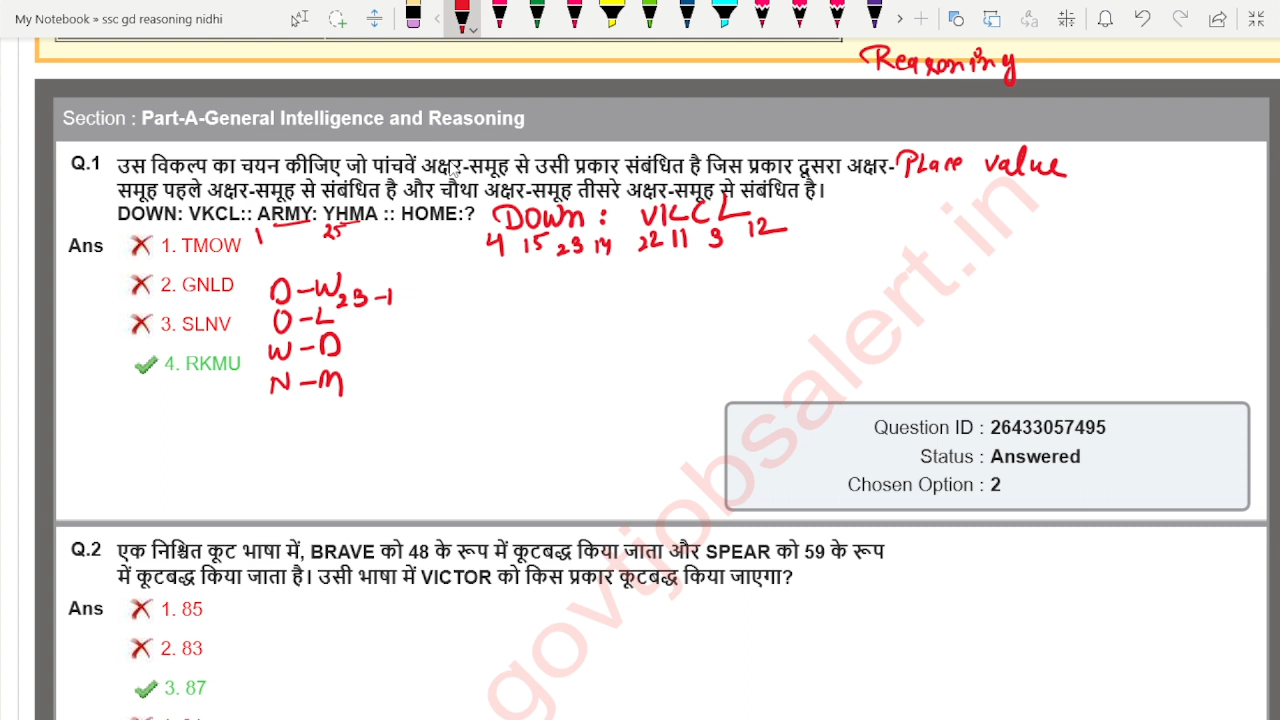 My Notebook » ssc gd reasoning nidhi
Reasoning
Section : Part-A-General Intelligence and Reasoning
Q.1 उस विकल्प का चयन कीजिए जो पांचवें अक्षर-समूह से उसी प्रकार संबंधित है जिस प्रकार दूसरा अक्षर-
Place value
समूह पहले अक्षर-समूह से संबंधित है और चौथा अक्षर-समूह तीसरे अक्षर-समूह से संबंधित है।
DOWN: VKCL:: ARMY: YHMA :: HOME:?
DOWN : VKCL
1 25
4 15 23 14 22 11 3 12
Ans 1. TMOW
2. GNLD
D-W 23-1
3. SLNV
O-L
W-D
4. RKMU
N-M
Question ID : 26433057495
Status : Answered
Chosen Option : 2
Q.2 एक निश्चित कूट भाषा में, BRAVE को 48 के रूप में कूटबद्ध किया जाता और SPEAR को 59 के रूप
में कूटबद्ध किया जाता है। उसी भाषा में VICTOR को किस प्रकार कूटबद्ध किया जाएगा?
Ans 1. 85
2. 83
3. 87
govtjobsalert.in